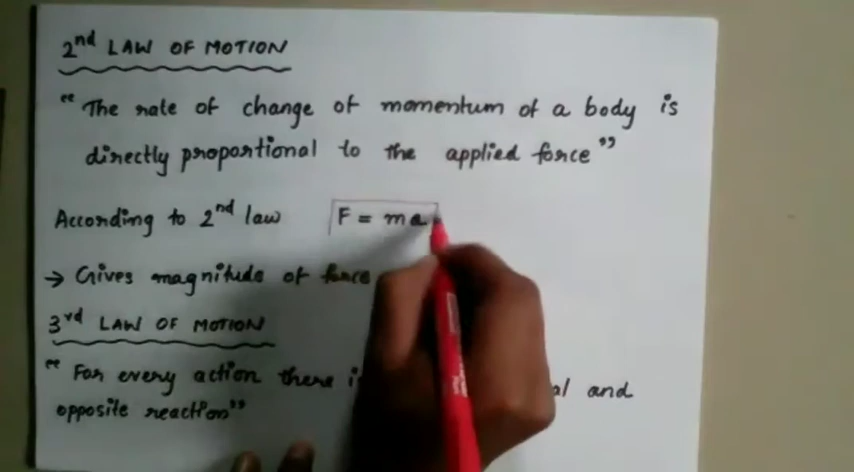 2nd LAW OF MOTION
"The rate of change of momentum of a body is
directly proportional to the applied force"
According to 2nd law F = ma
→ Gives magnitude of force
3rd LAW OF MOTION
"For every action there and
opposite reaction"